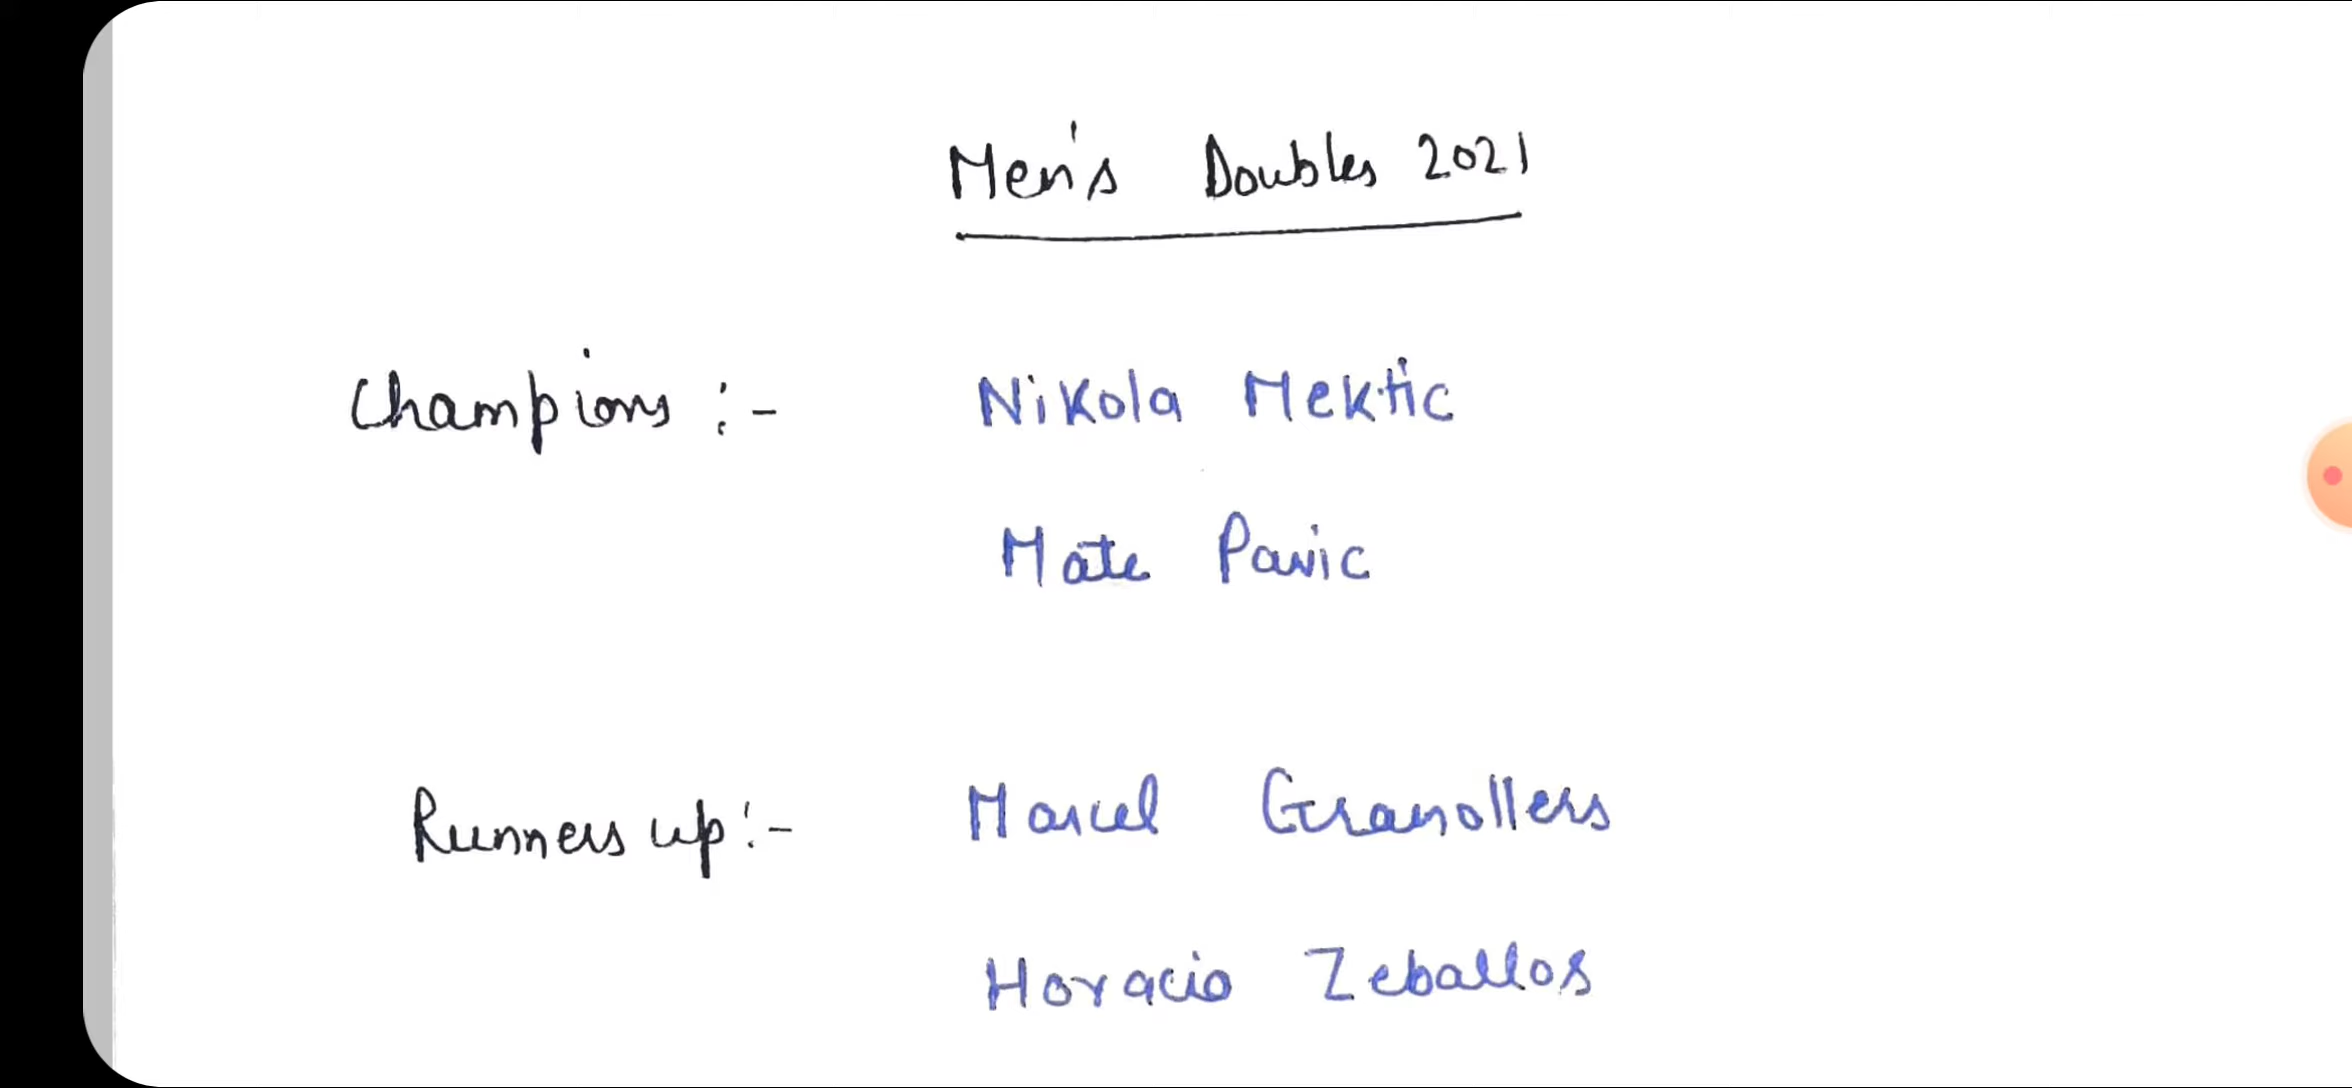 Men's Doubles 2021
Champions :- Nikola Mektic
Mate Pavic
Runners up :- Marcel Granollers
Horacio Zeballos